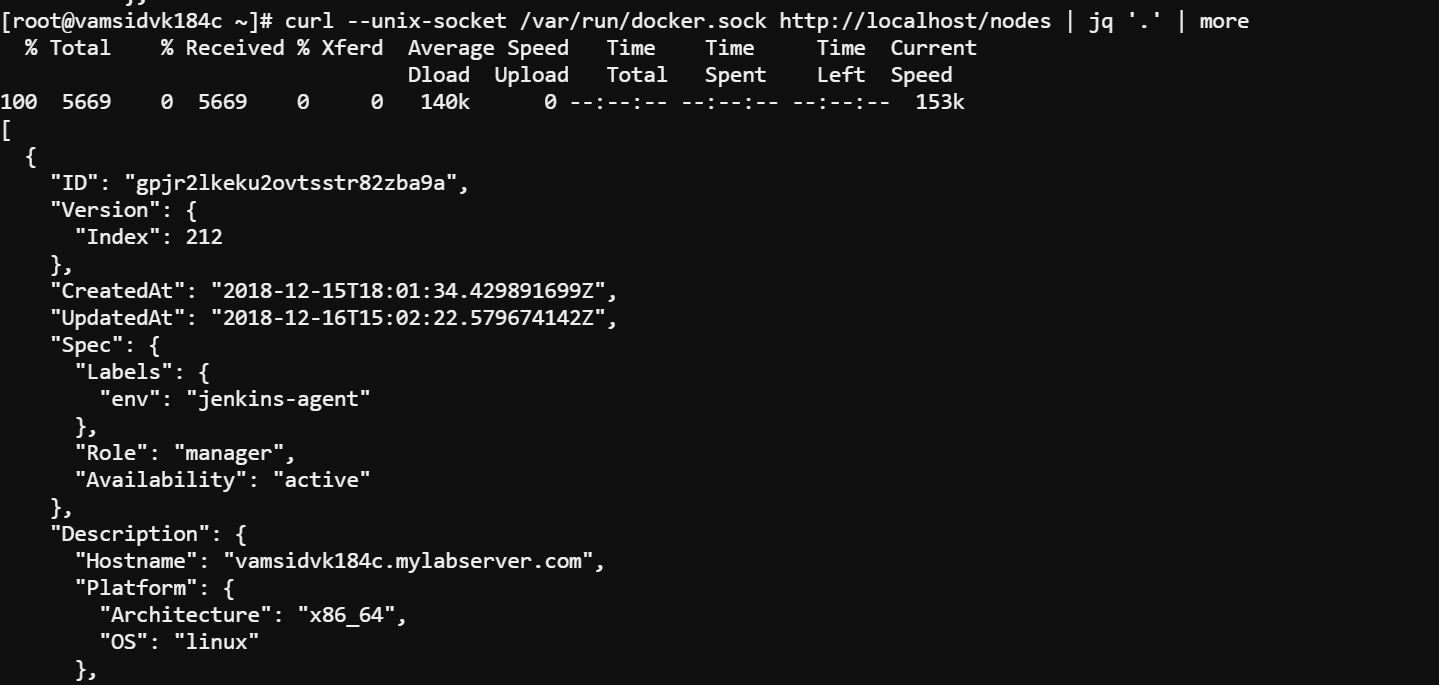 [root@vamsidvk184c ~]# curl --unix-socket /var/run/docker.sock http://localhost/nodes | jq '.' | more
  % Total    % Received % Xferd  Average Speed   Time    Time     Time  Current
                                 Dload  Upload   Total   Spent    Left  Speed
100  5669    0  5669    0     0   140k      0 --:--:-- --:--:-- --:--:--  153k
[
  {
    "ID": "gpjr2lkeku2ovtsstr82zba9a",
    "Version": {
      "Index": 212
    },
    "CreatedAt": "2018-12-15T18:01:34.429891699Z",
    "UpdatedAt": "2018-12-16T15:02:22.579674142Z",
    "Spec": {
      "Labels": {
        "env": "jenkins-agent"
      },
      "Role": "manager",
      "Availability": "active"
    },
    "Description": {
      "Hostname": "vamsidvk184c.mylabserver.com",
      "Platform": {
        "Architecture": "x86_64",
        "OS": "linux"
      },